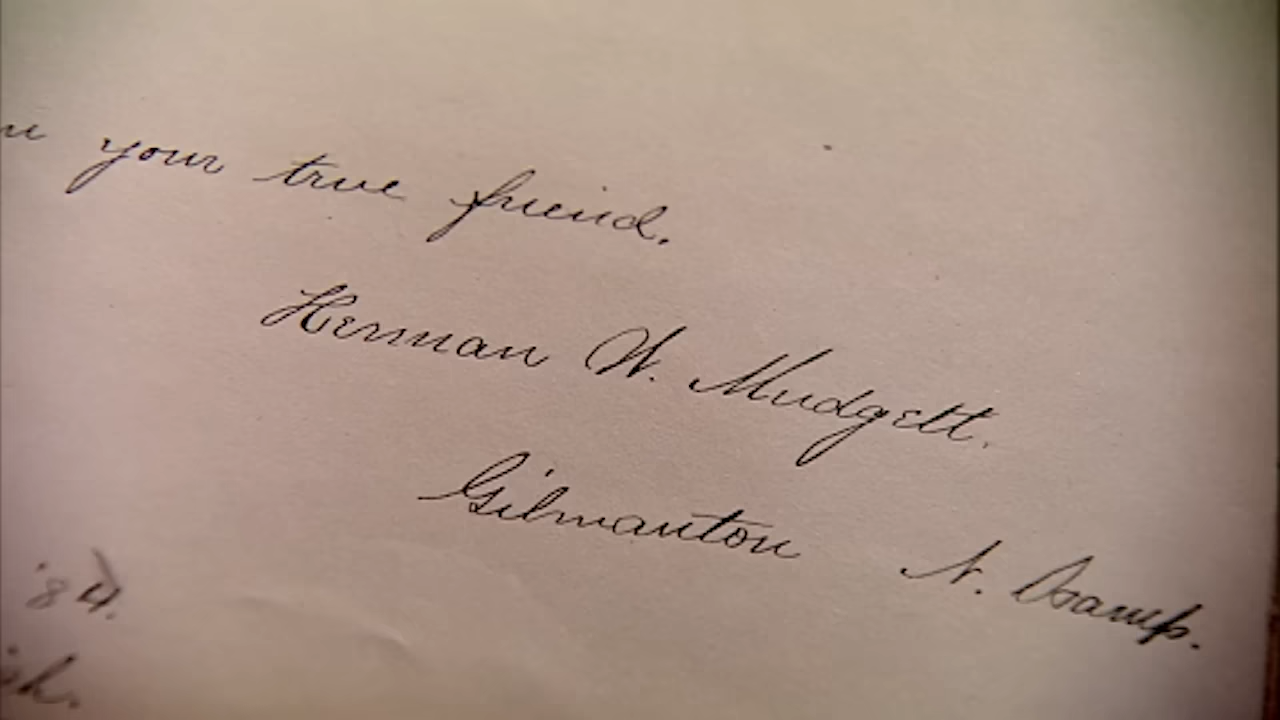 your true friend.
Herman W. Mudgett.
Gilmanton N. Hamp.
'84.